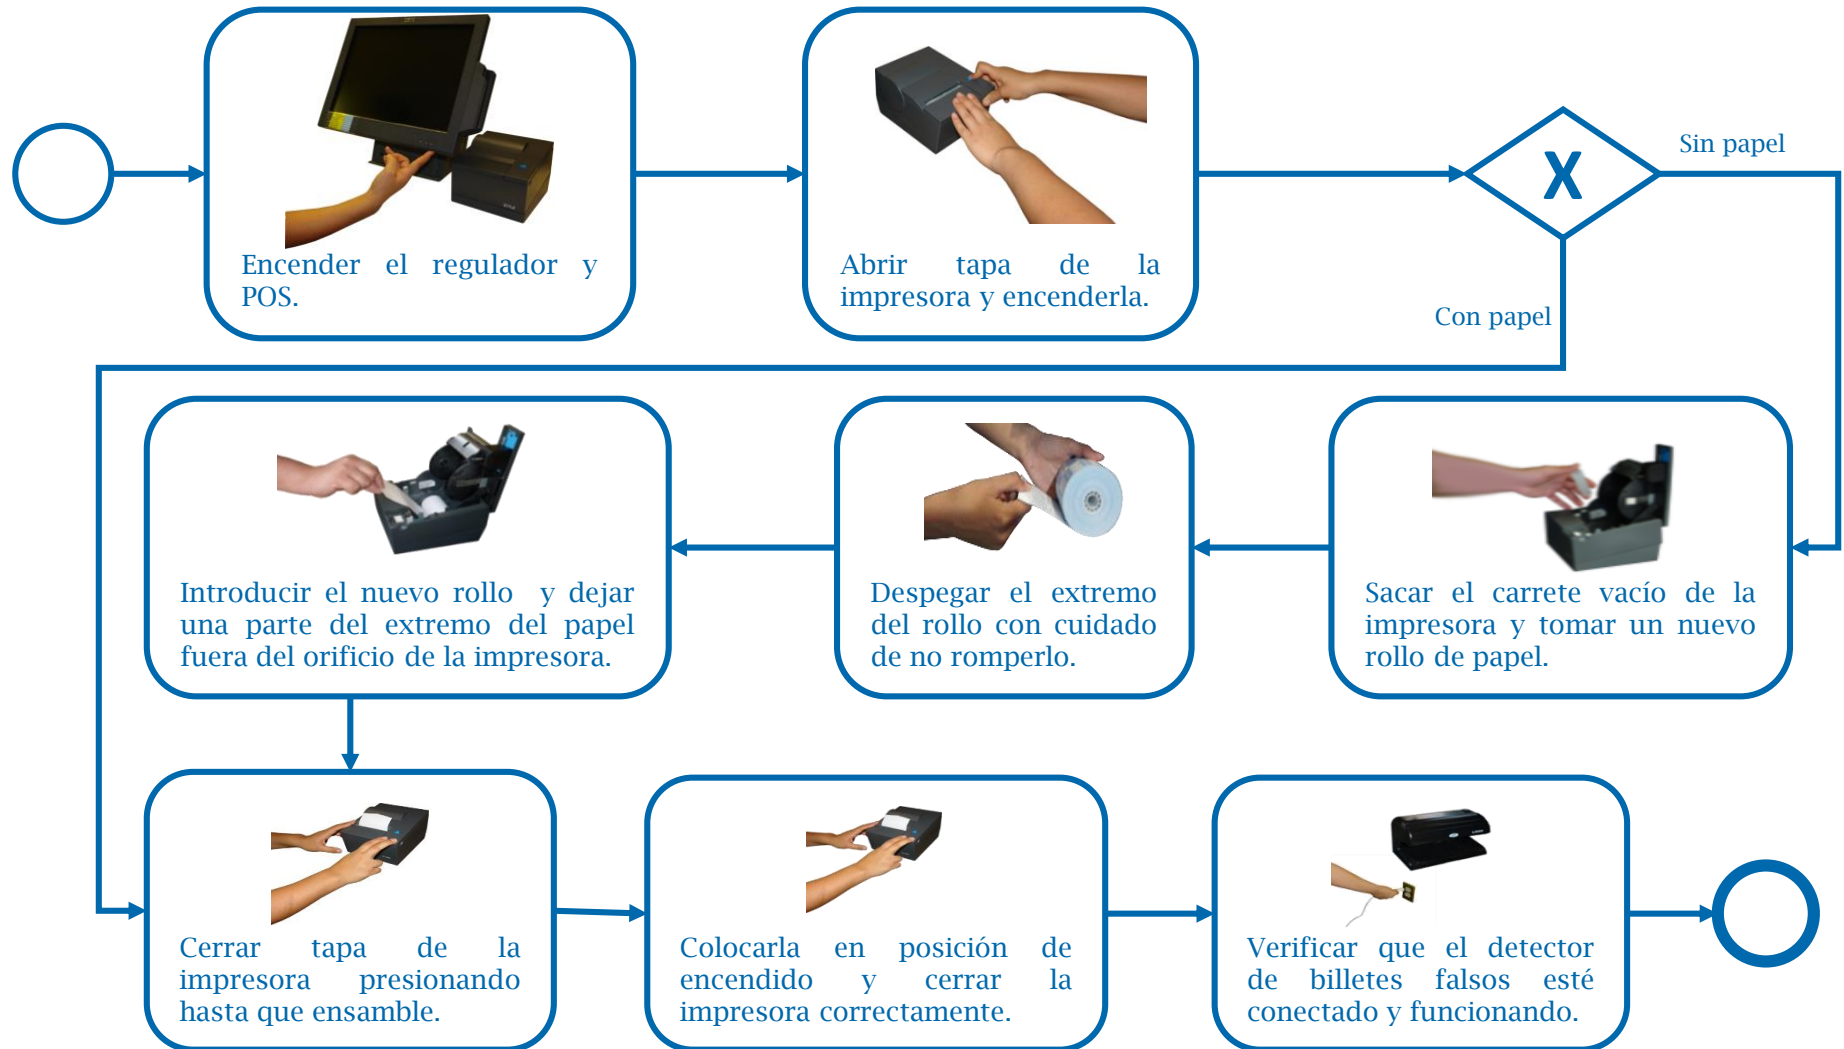 Encender el regulador y
POS.
Abrir tapa de la
impresora y encenderla.
X
Sin papel
Con papel
Introducir el nuevo rollo y dejar
una parte del extremo del papel
fuera del orificio de la impresora.
Despegar el extremo
del rollo con cuidado
de no romperlo.
Sacar el carrete vacío de la
impresora y tomar un nuevo
rollo de papel.
Cerrar tapa de la
impresora presionando
hasta que ensamble.
Colocarla en posición de
encendido y cerrar la
impresora correctamente.
Verificar que el detector
de billetes falsos esté
conectado y funcionando.